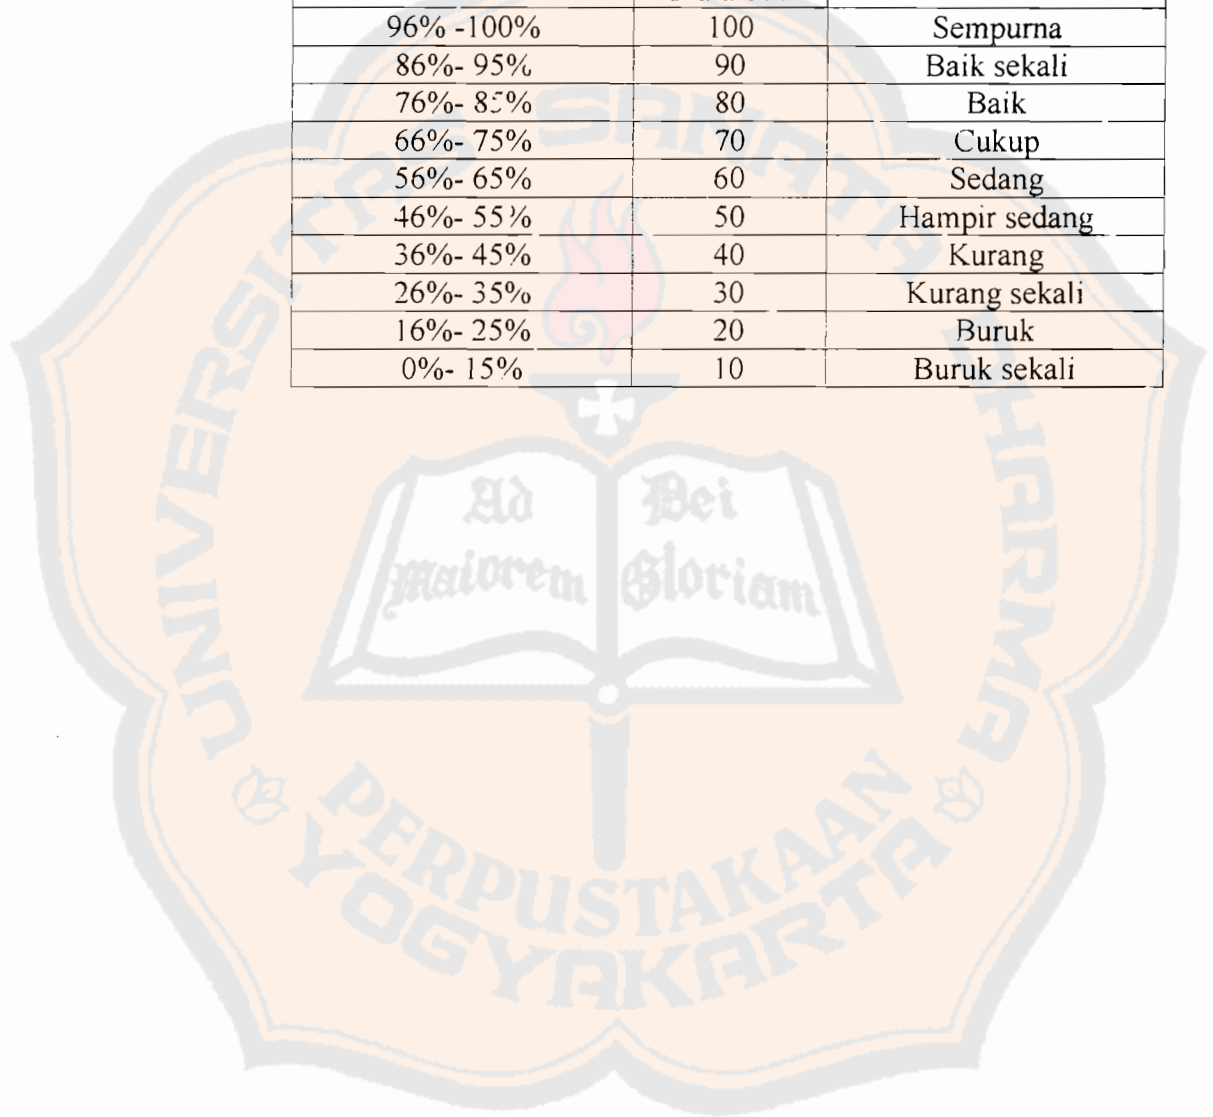 96% -100% 100 Sempurna
86%- 95% 90 Baik sekali
76%- 85% 80 Baik
66%- 75% 70 Cukup
56%- 65% 60 Sedang
46%- 55% 50 Hampir sedang
36%- 45% 40 Kurang
26%- 35% 30 Kurang sekali
16%- 25% 20 Buruk
0%- 15% 10 Buruk sekali
UNIVERSITAS SANATA DHARMA
Ad Dei
maiorem Gloriam
PERPUSTAKAAN
YOGYAKARTA